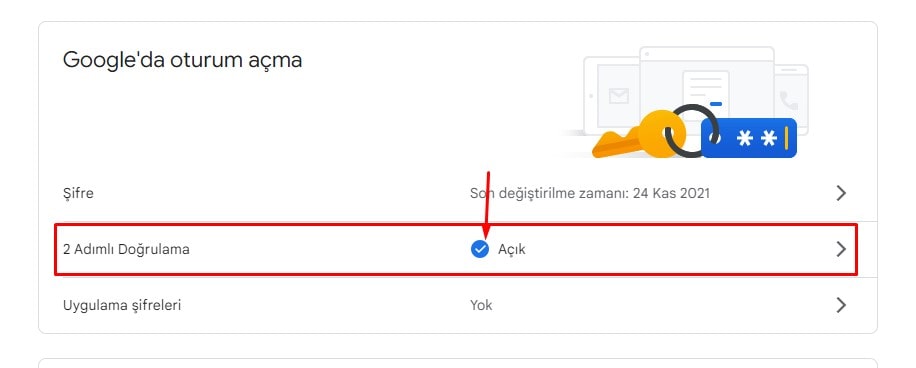 Google'da oturum açma
Şifre
Son değiştirilme zamanı: 24 Kas 2021
2 Adımlı Doğrulama
Açık
Uygulama şifreleri
Yok